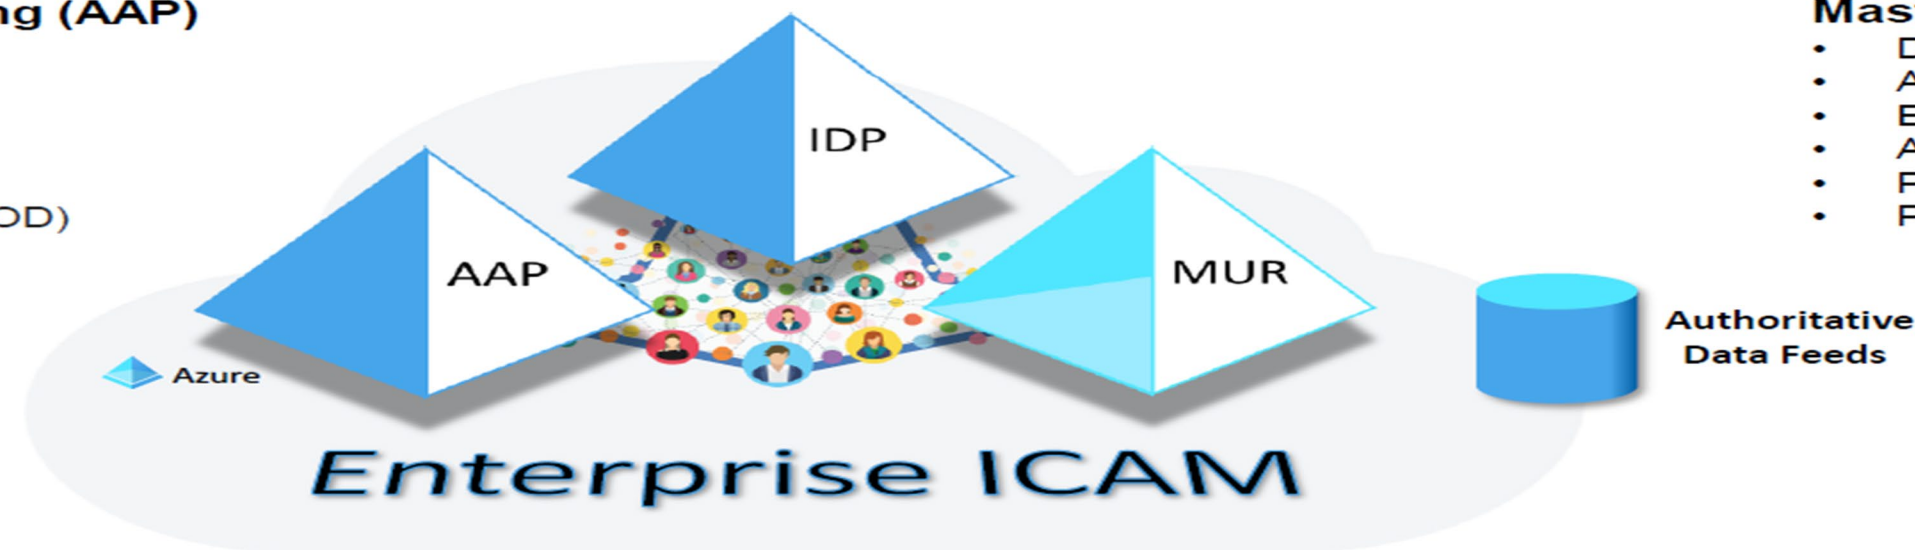 ng (AAP)
OD)
IDP
AAP
MUR
Azure
Enterprise ICAM
Authoritative
Data Feeds
Mas
•
•
•
•
•
•